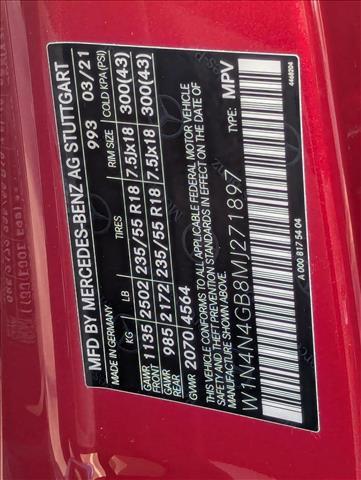 MFD BY MERCEDES-BENZ AG STUTTGART
MADE IN GERMANY 993 03/21
KG LB TIRES RIM SIZE COLD KPA (PSI)
GAWR FRONT 1135 2502 235/55 R18 7.5Jx18 300(43)
GAWR REAR 985 2172 235/55 R18 7.5Jx18 300(43)
GVWR 2070 4564
THIS VEHICLE CONFORMS TO ALL APPLICABLE FEDERAL MOTOR VEHICLE
SAFETY AND THEFT PREVENTION STANDARDS IN EFFECT ON THE DATE OF
MANUFACTURE SHOWN ABOVE.
W1N4N4GB8MJ271897 MPV
A 000 817 54 04 4468204